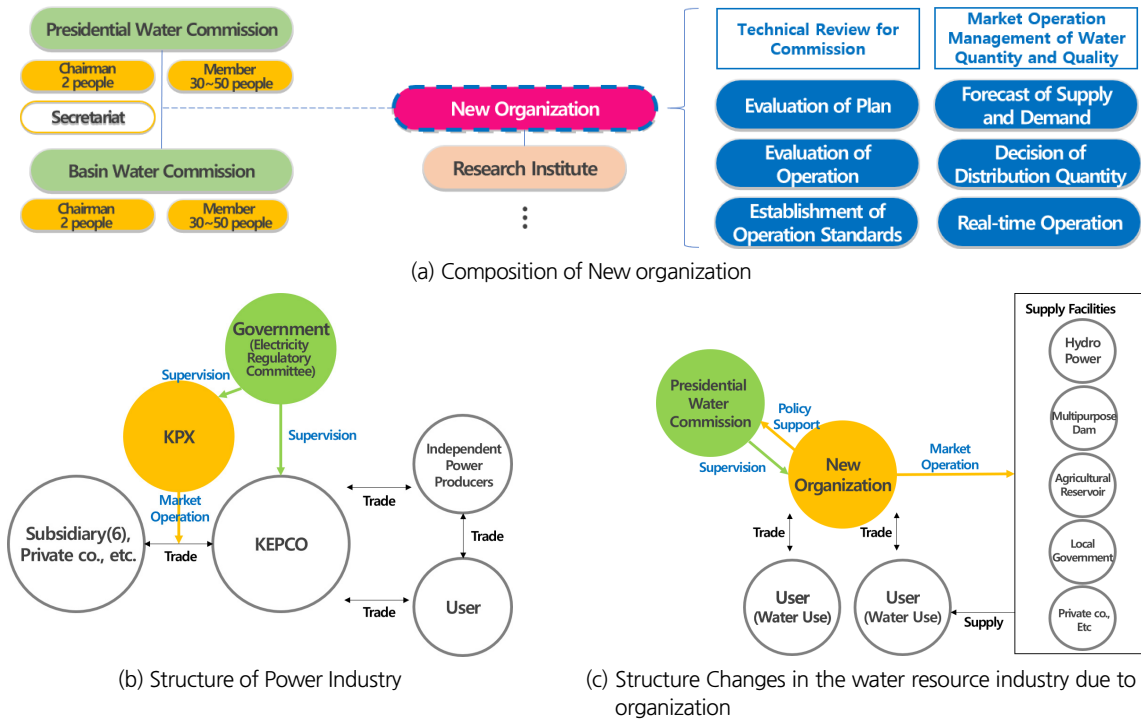 Presidential Water Commission
Chairman
2 people
Member
30~50 people
Secretariat
Basin Water Commission
Chairman
2 people
Member
30~50 people
New Organization
Research Institute
Technical Review for
Commission
Evaluation of Plan
Evaluation of
Operation
Establishment of
Operation Standards
Market Operation
Management of Water
Quantity and Quality
Forecast of Supply
and Demand
Decision of
Distribution Quantity
Real-time Operation
(a) Composition of New organization
Government
(Electricity
Regulatory
Committee)
Supervision
KPX
Supervision
Market
Operation
Subsidiary(6),
Private co., etc.
Trade
KEPCO
Trade
Independent
Power
Producers
Trade
Trade
User
(b) Structure of Power Industry
Presidential
Water
Commission
Policy
Support
Supervision
New
Organization
Market
Operation
Trade
Trade
User
(Water Use)
User
(Water Use)
Supply
Supply Facilities
Hydro
Power
Multipurpose
Dam
Agricultural
Reservoir
Local
Government
Private co.,
Etc
(c) Structure Changes in the water resource industry due to
organization